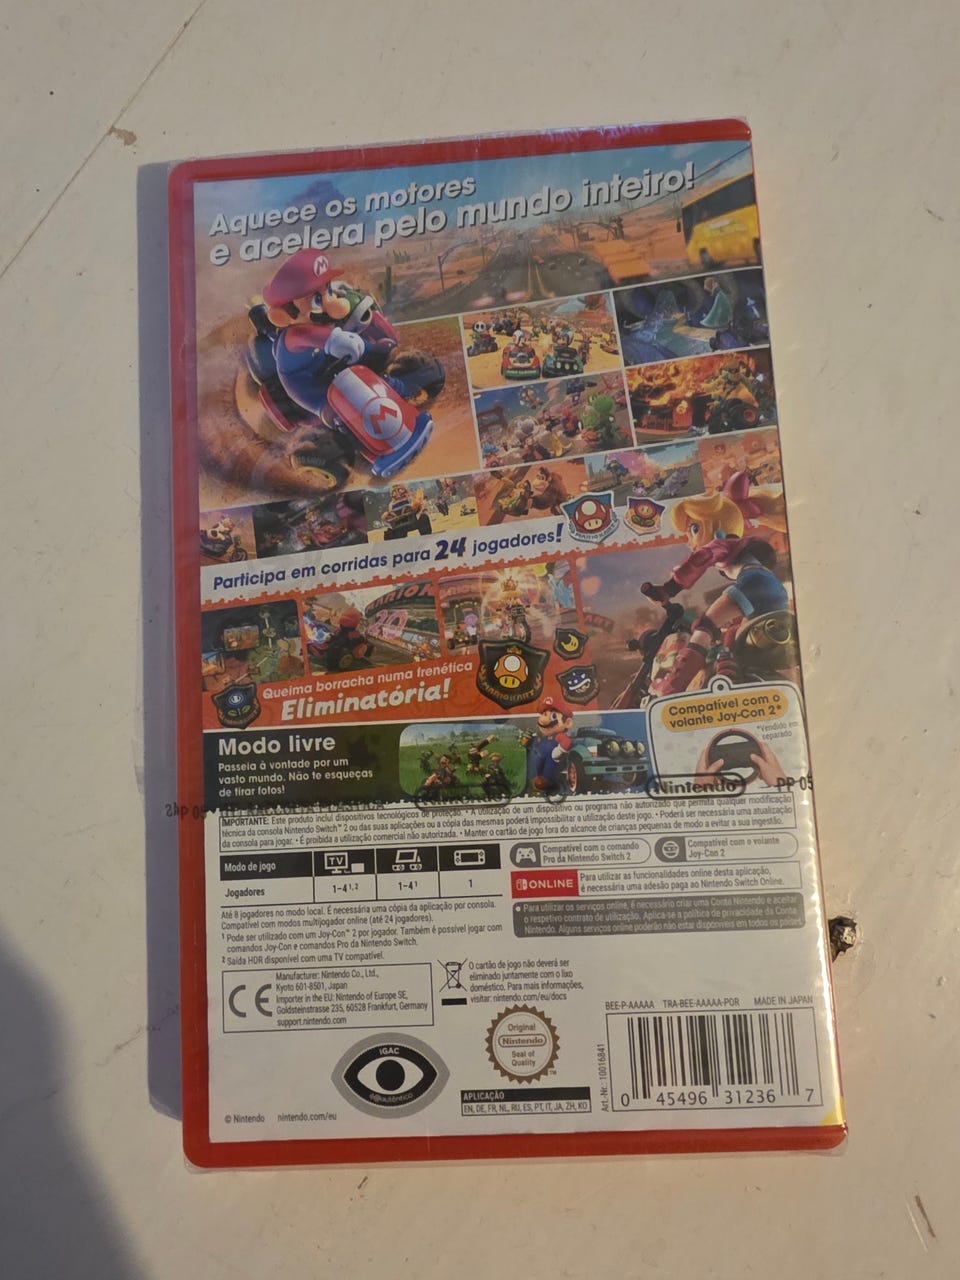 Aquece os motores
e acelera pelo mundo inteiro!
Participa em corridas para 24 jogadores!
Queima borracha numa frenética
Eliminatória!
Compatível com o
volante Joy-Con 2*
*Vendido em
separado
Modo livre
Passeia à vontade por um
vasto mundo. Não te esqueças
de tirar fotos!
Nintendo
Nintendo
PP 05
IMPORTANTE: Este produto inclui dispositivos tecnológicos de proteção. • A utilização de um dispositivo ou programa não autorizado que permita qualquer modificação
técnica da consola Nintendo Switch™ 2 ou das suas aplicações ou a cópia das mesmas poderá impossibilitar a utilização deste jogo. • Poderá ser necessária uma atualização
da consola para jogar. • É proibida a utilização comercial não autorizada. • Manter o cartão de jogo fora do alcance de crianças pequenas de modo a evitar a sua ingestão.
Modo de jogo
TV
Jogadores
1-4¹,²
1-4¹
1
Compatível com o comando
Pro da Nintendo Switch 2
Compatível com o volante
Joy-Con 2
ONLINE
Para utilizar as funcionalidades online desta aplicação,
é necessária uma adesão paga ao Nintendo Switch Online.
• Para utilizar os serviços online, é necessário criar uma Conta Nintendo e aceitar
o respetivo contrato de utilização. Aplica-se a política de privacidade da Conta
Nintendo. Alguns serviços online poderão não estar disponíveis em todos os países.
Até 8 jogadores no modo local. É necessária uma cópia da aplicação por consola.
Compatível com modos multijogador online (até 24 jogadores).
¹ Pode ser utilizado com um Joy-Con™ 2 por jogador. Também é possível jogar com
comandos Joy-Con e comandos Pro da Nintendo Switch.
² Saída HDR disponível com uma TV compatível.
CE
Manufacturer: Nintendo Co., Ltd.,
Kyoto 601-8501, Japan
Importer in the EU: Nintendo of Europe SE,
Goldsteinstrasse 235, 60528 Frankfurt, Germany
support.nintendo.com
O cartão de jogo não deverá ser
eliminado juntamente com o lixo
doméstico. Para mais informações,
visitar: nintendo.com/eu/docs
BEE-P-AAAAA TRA-BEE-AAAAA-POR MADE IN JAPAN
Art.-Nr.: 10016841
0 45496 31236 7
IGAC
é@autêntico
Original
Nintendo
Seal of
Quality
TM
APLICAÇÃO
EN, DE, FR, NL, RU, ES, PT, IT, JA, ZH, KO
© Nintendo nintendo.com/eu